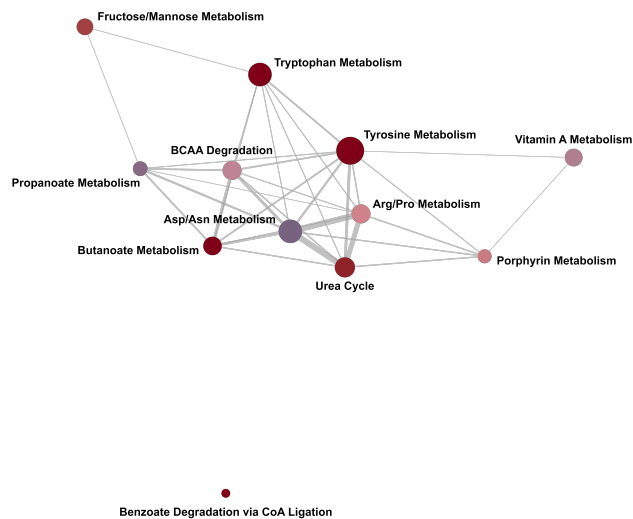 Fructose/Mannose Metabolism
Tryptophan Metabolism
Tyrosine Metabolism
Vitamin A Metabolism
BCAA Degradation
Propanoate Metabolism
Arg/Pro Metabolism
Asp/Asn Metabolism
Butanoate Metabolism
Porphyrin Metabolism
Urea Cycle
Benzoate Degradation via CoA Ligation